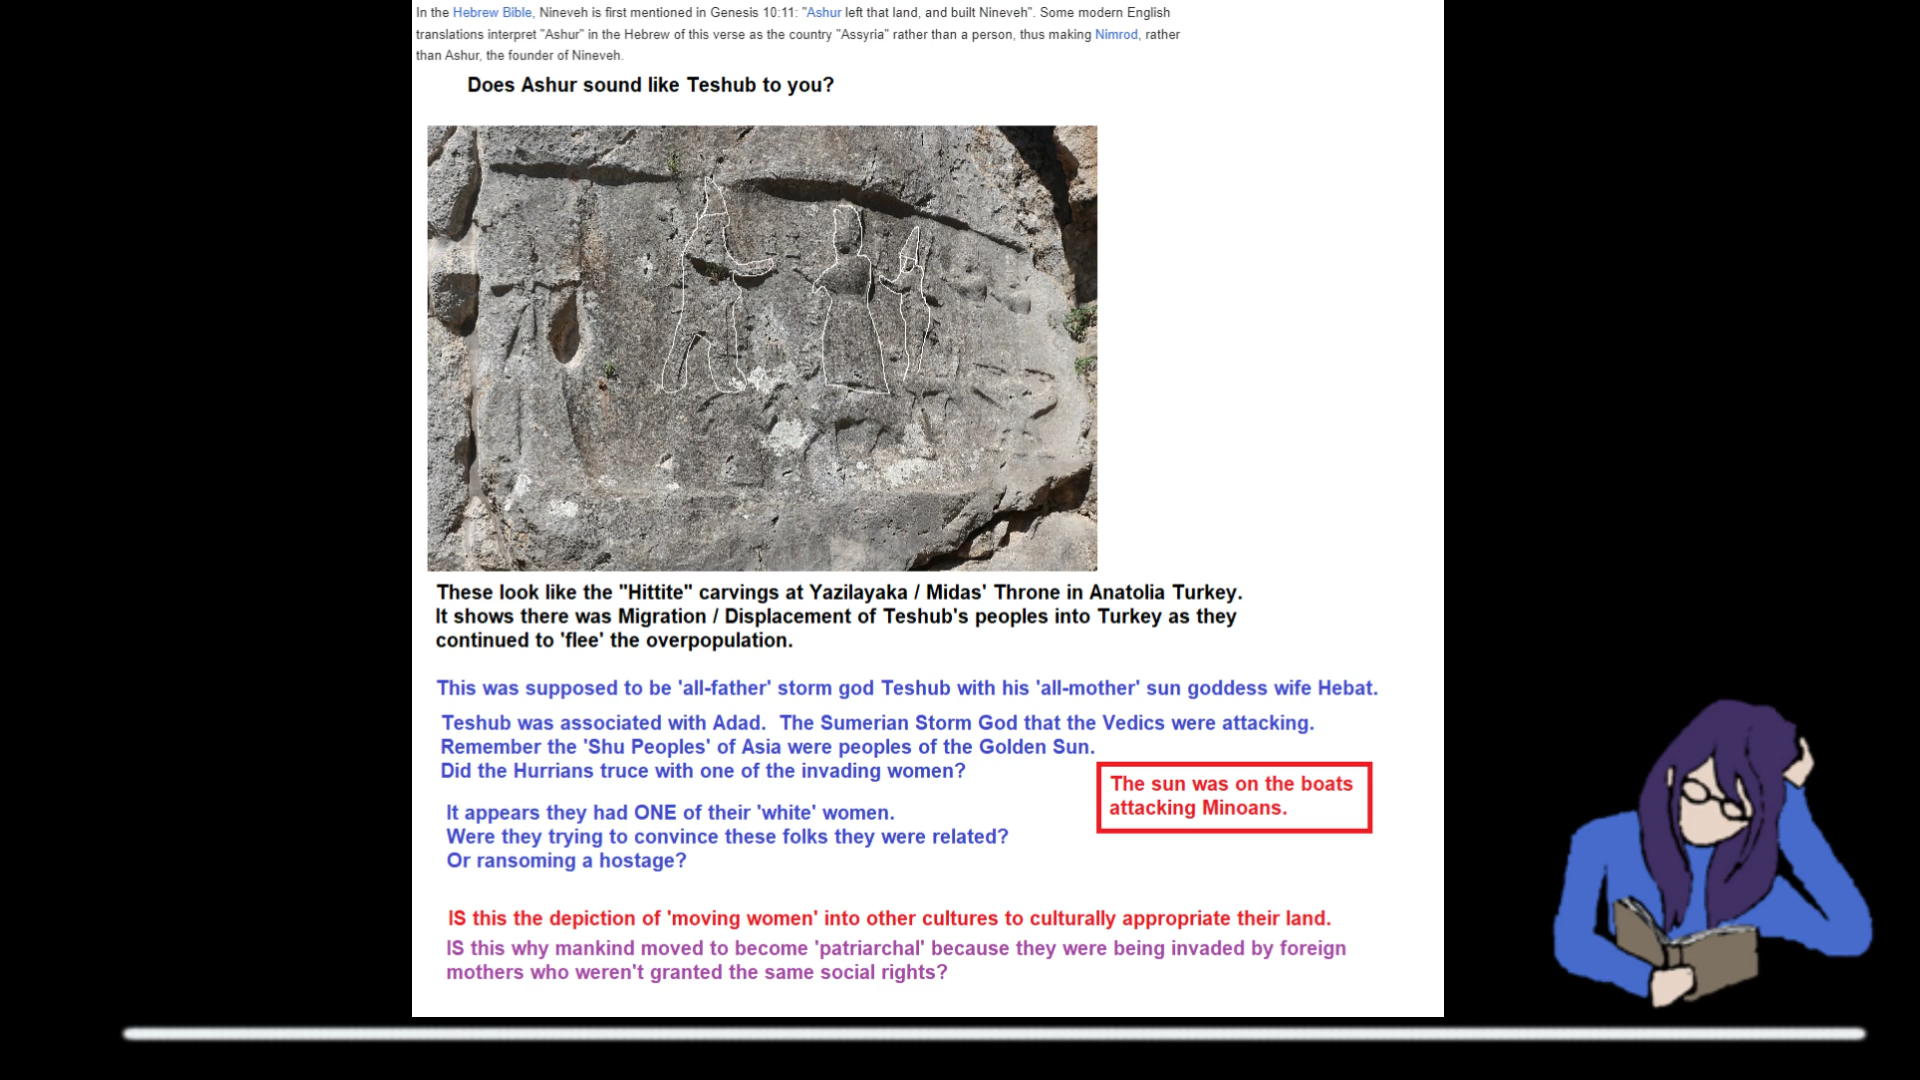 In the Hebrew Bible, Nineveh is first mentioned in Genesis 10:11: "Ashur left that land, and built Nineveh". Some modern English
translations interpret "Ashur" in the Hebrew of this verse as the country "Assyria" rather than a person, thus making Nimrod, rather
than Ashur, the founder of Nineveh.
Does Ashur sound like Teshub to you?
These look like the "Hittite" carvings at Yazilayaka / Midas' Throne in Anatolia Turkey.
It shows there was Migration / Displacement of Teshub's peoples into Turkey as they
continued to 'flee' the overpopulation.
This was supposed to be 'all-father' storm god Teshub with his 'all-mother' sun goddess wife Hebat.
Teshub was associated with Adad.  The Sumerian Storm God that the Vedics were attacking.
Remember the 'Shu Peoples' of Asia were peoples of the Golden Sun.
Did the Hurrians truce with one of the invading women?
The sun was on the boats
attacking Minoans.
It appears they had ONE of their 'white' women.
Were they trying to convince these folks they were related?
Or ransoming a hostage?
IS this the depiction of 'moving women' into other cultures to culturally appropriate their land.
IS this why mankind moved to become 'patriarchal' because they were being invaded by foreign
mothers who weren't granted the same social rights?